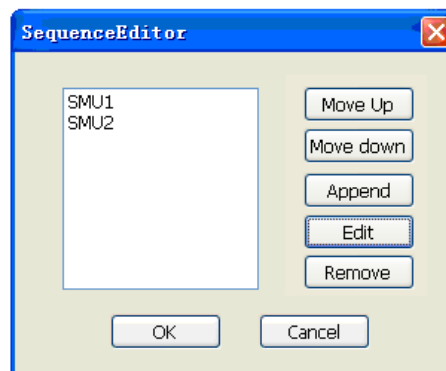 SequenceEditor
SMU1
SMU2
Move Up
Move down
Append
Edit
Remove
OK
Cancel